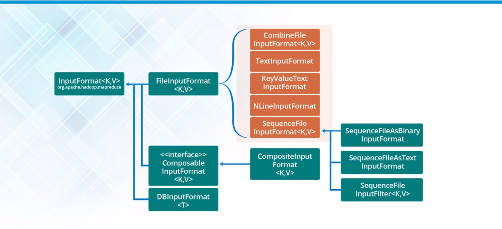 InputFormat<K,V>
org.apache.hadoop.mapreduce
FileInputFormat
<K,V>
CombineFile
InputFormat<K,V>
TextInputFormat
KeyValueText
InputFormat
NLineInputFormat
SequenceFile
InputFormat<K,V>
<<interface>>
Composable
InputFormat
<K,V>
CompositeInput
Format
<K,V>
DBInputFormat
<T>
SequenceFileAsBinary
InputFormat
SequenceFileAsText
InputFormat
SequenceFile
InputFilter<K,V>